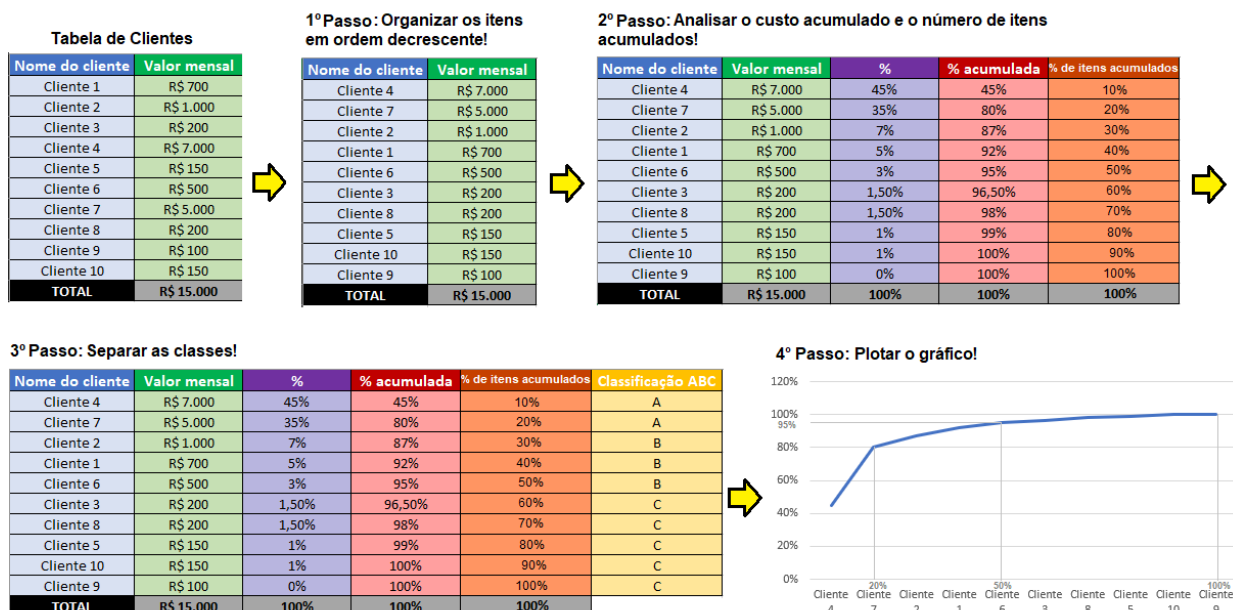 Tabela de Clientes
Nome do cliente Valor mensal
Cliente 1 R$ 700
Cliente 2 R$ 1.000
Cliente 3 R$ 200
Cliente 4 R$ 7.000
Cliente 5 R$ 150
Cliente 6 R$ 500
Cliente 7 R$ 5.000
Cliente 8 R$ 200
Cliente 9 R$ 100
Cliente 10 R$ 150
TOTAL R$ 15.000
1º Passo: Organizar os itens
em ordem decrescente!
Nome do cliente Valor mensal
Cliente 4 R$ 7.000
Cliente 7 R$ 5.000
Cliente 2 R$ 1.000
Cliente 1 R$ 700
Cliente 6 R$ 500
Cliente 3 R$ 200
Cliente 8 R$ 200
Cliente 5 R$ 150
Cliente 10 R$ 150
Cliente 9 R$ 100
TOTAL R$ 15.000
2º Passo: Analisar o custo acumulado e o número de itens
acumulados!
Nome do cliente Valor mensal % % acumulada % de itens acumulados
Cliente 4 R$ 7.000 45% 45% 10%
Cliente 7 R$ 5.000 35% 80% 20%
Cliente 2 R$ 1.000 7% 87% 30%
Cliente 1 R$ 700 5% 92% 40%
Cliente 6 R$ 500 3% 95% 50%
Cliente 3 R$ 200 1,50% 96,50% 60%
Cliente 8 R$ 200 1,50% 98% 70%
Cliente 5 R$ 150 1% 99% 80%
Cliente 10 R$ 150 1% 100% 90%
Cliente 9 R$ 100 0% 100% 100%
TOTAL R$ 15.000 100% 100% 100%
3º Passo: Separar as classes!
Nome do cliente Valor mensal % % acumulada % de itens acumulados Classificação ABC
Cliente 4 R$ 7.000 45% 45% 10% A
Cliente 7 R$ 5.000 35% 80% 20% A
Cliente 2 R$ 1.000 7% 87% 30% B
Cliente 1 R$ 700 5% 92% 40% B
Cliente 6 R$ 500 3% 95% 50% B
Cliente 3 R$ 200 1,50% 96,50% 60% C
Cliente 8 R$ 200 1,50% 98% 70% C
Cliente 5 R$ 150 1% 99% 80% C
Cliente 10 R$ 150 1% 100% 90% C
Cliente 9 R$ 100 0% 100% 100% C
TOTAL R$ 15.000 100% 100% 100%
4º Passo: Plotar o gráfico!
120%
100%
95%
80%
60%
40%
20%
0%
20% 50% 100%
Cliente Cliente Cliente Cliente Cliente Cliente Cliente Cliente Cliente Cliente
4 7 2 1 6 3 8 5 10 9